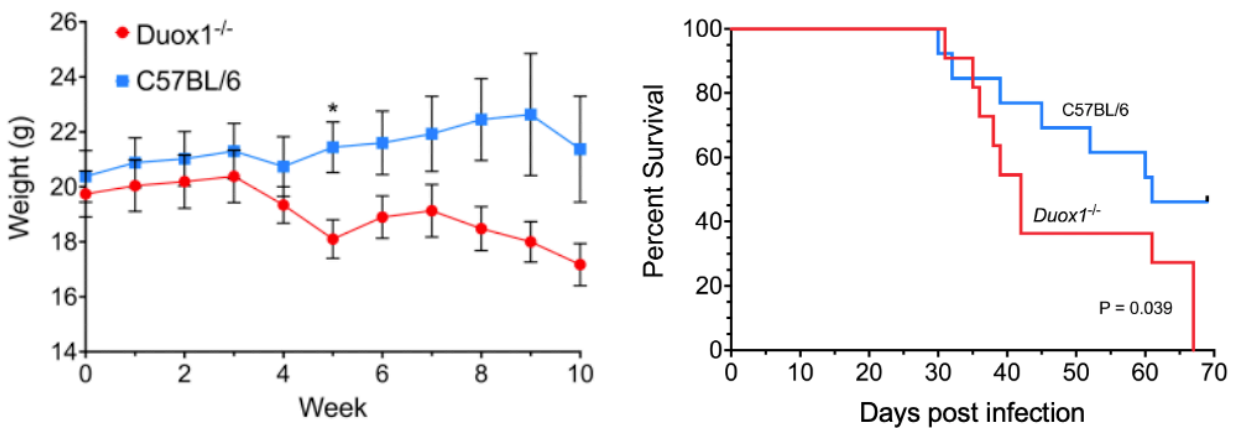 26
24
22
20
18
16
14
Weight (g)
Duox1-/-
C57BL/6
*
0 2 4 6 8 10
Week
100
80
60
40
20
0
Percent Survival
C57BL/6
Duox1-/-
P = 0.039
0 10 20 30 40 50 60 70
Days post infection